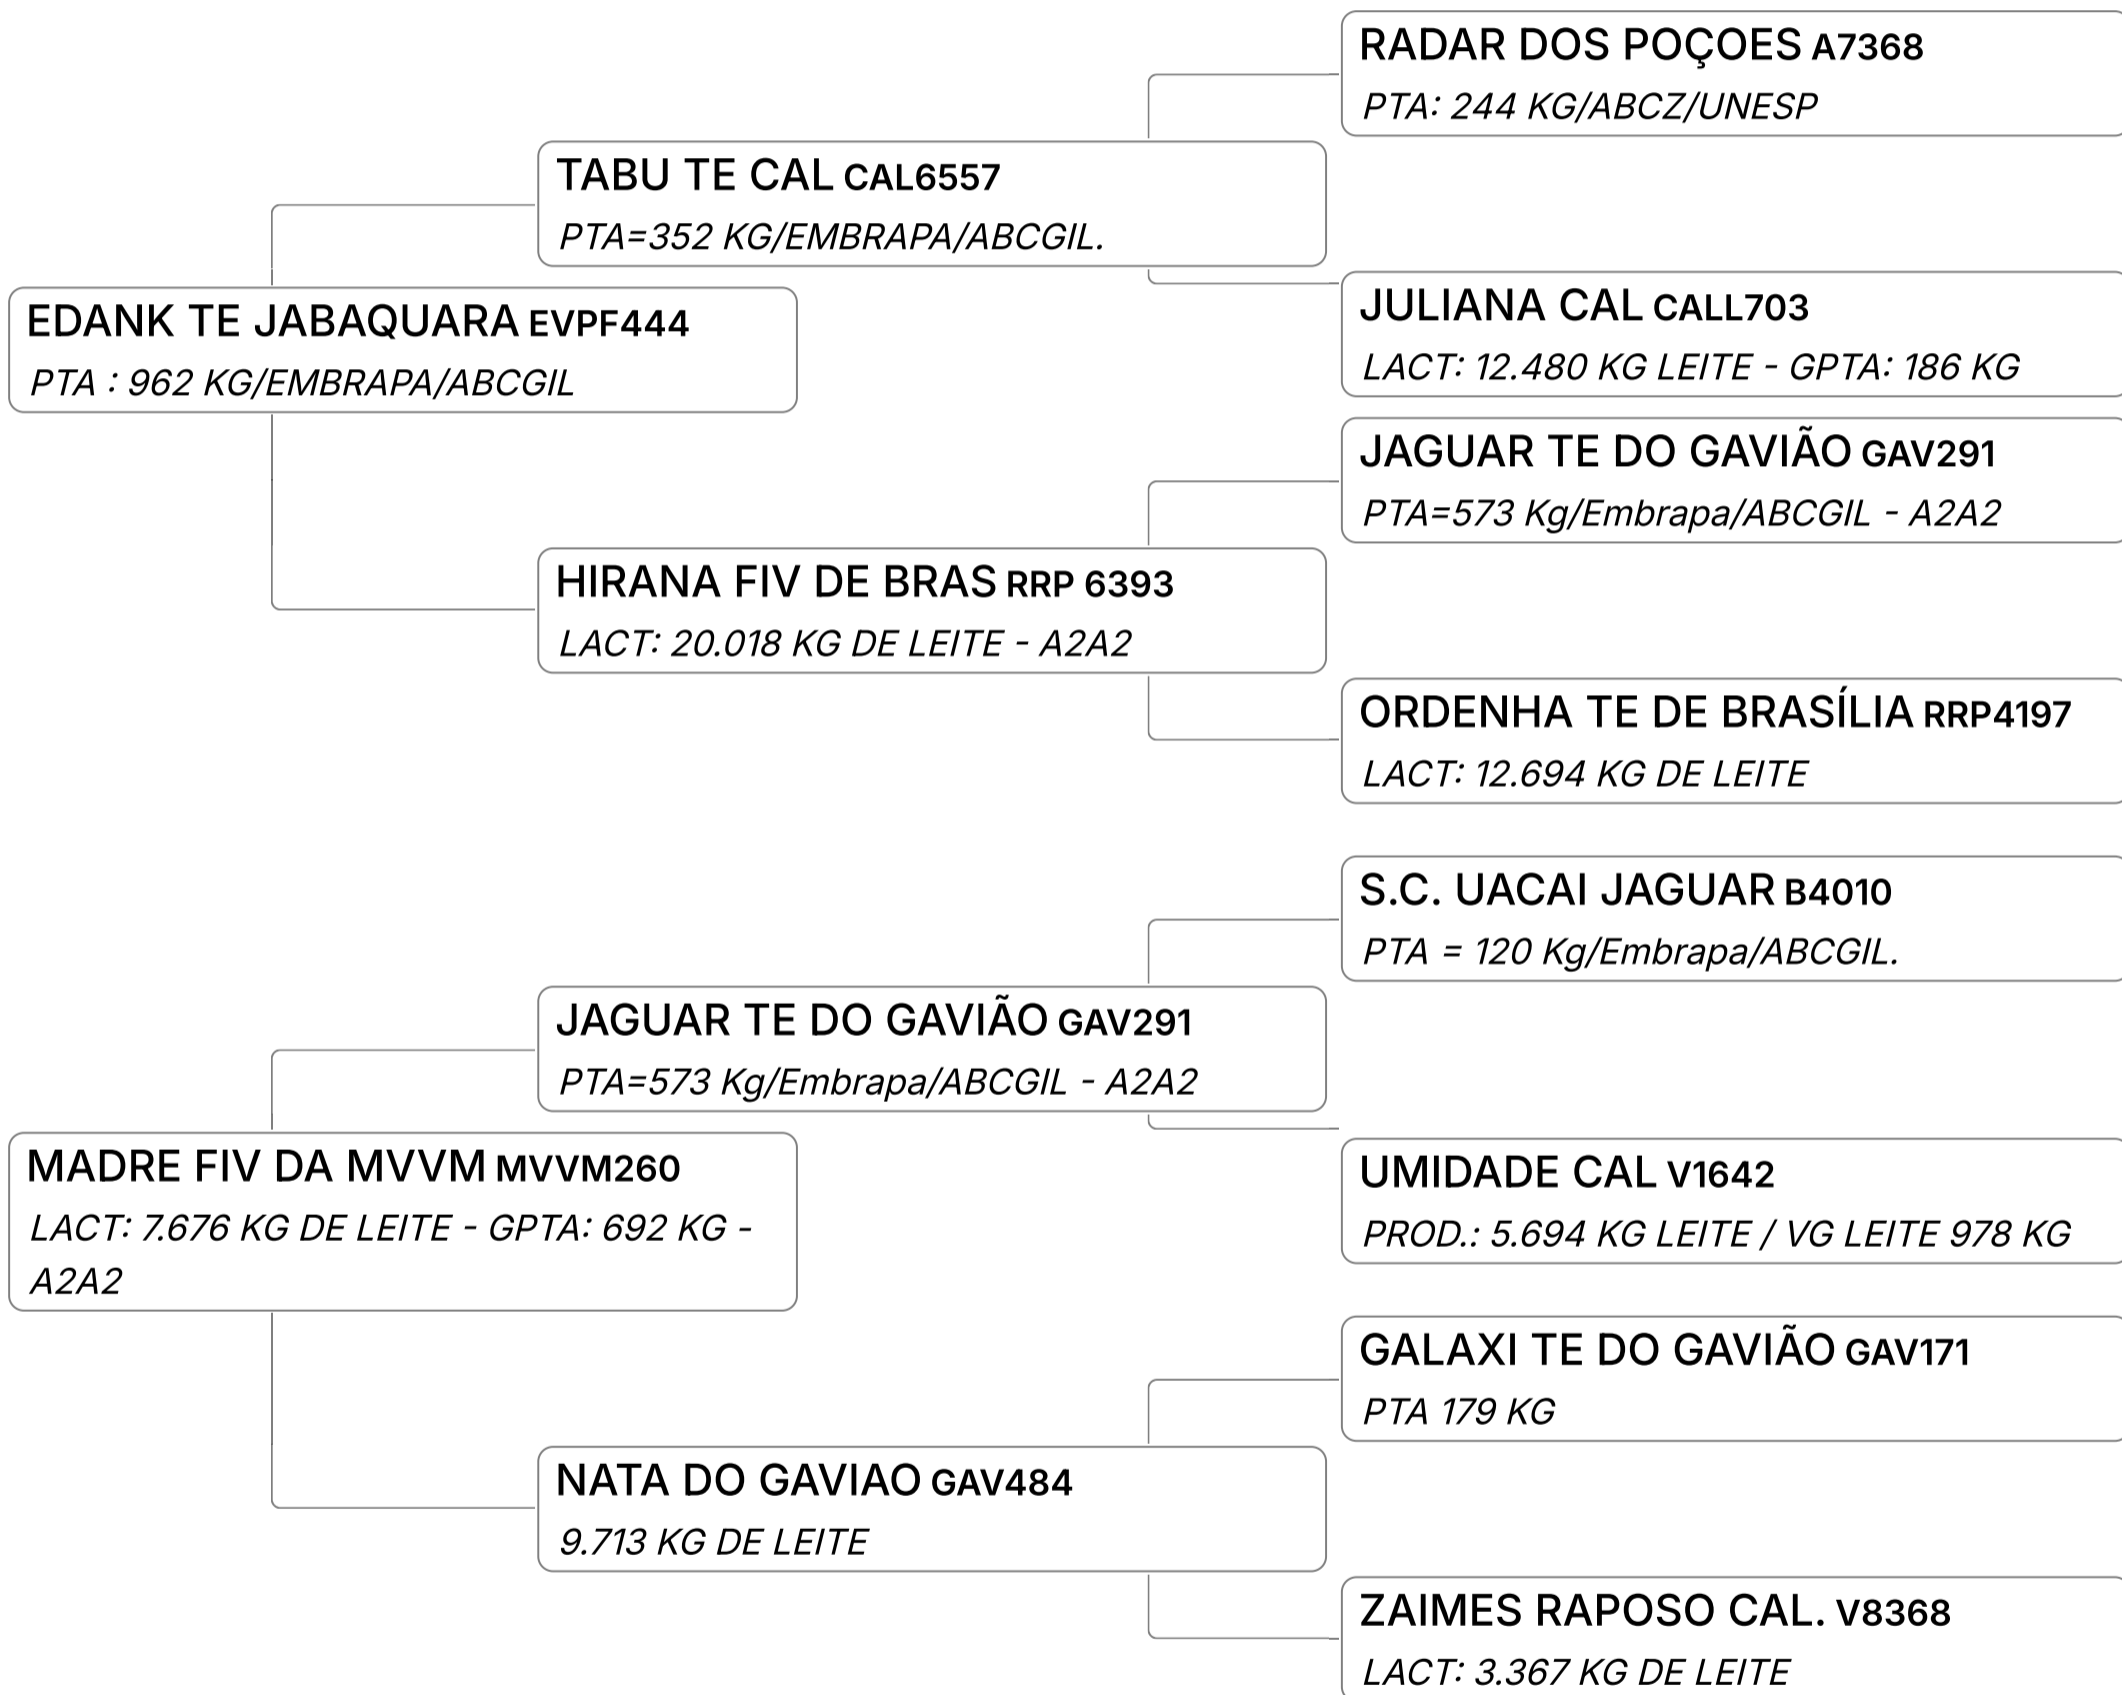 RADAR DOS POÇOES A7368
PTA: 244 KG/ABCZ/UNESP
TABU TE CAL CAL6557
PTA=352 KG/EMBRAPA/ABCGIL.
JULIANA CAL CALL703
LACT: 12.480 KG LEITE - GPTA: 186 KG
EDANK TE JABAQUARA EVPF444
PTA : 962 KG/EMBRAPA/ABCGIL
JAGUAR TE DO GAVIÃO GAV291
PTA=573 Kg/Embrapa/ABCGIL - A2A2
HIRANA FIV DE BRAS RRP 6393
LACT: 20.018 KG DE LEITE - A2A2
ORDENHA TE DE BRASÍLIA RRP4197
LACT: 12.694 KG DE LEITE
S.C. UACAI JAGUAR B4010
PTA = 120 Kg/Embrapa/ABCGIL.
JAGUAR TE DO GAVIÃO GAV291
PTA=573 Kg/Embrapa/ABCGIL - A2A2
UMIDADE CAL V1642
PROD.: 5.694 KG LEITE / VG LEITE 978 KG
MADRE FIV DA MVVM MVVM260
LACT: 7.676 KG DE LEITE - GPTA: 692 KG -
A2A2
GALAXI TE DO GAVIÃO GAV171
PTA 179 KG
NATA DO GAVIAO GAV484
9.713 KG DE LEITE
ZAIMES RAPOSO CAL. V8368
LACT: 3.367 KG DE LEITE